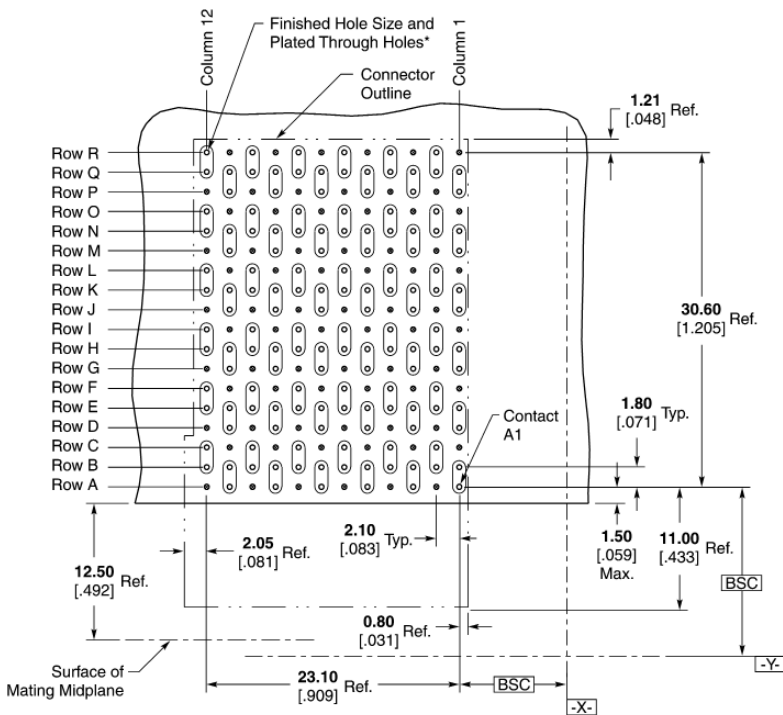 Column 12
Finished Hole Size and
Plated Through Holes*
Column 1
Connector
Outline
1.21
[.048]
Ref.
Row R
Row Q
Row P
Row O
Row N
Row M
Row L
Row K
Row J
Row I
Row H
Row G
Row F
Row E
Row D
Row C
Row B
Row A
30.60
[1.205]
Ref.
Contact
A1
1.80
[.071]
Typ.
2.05
[.081]
Ref.
2.10
[.083]
Typ.
1.50
[.059]
Max.
11.00
[.433]
Ref.
12.50
[.492]
Ref.
BSC
0.80
[.031]
Ref.
Surface of
Mating Midplane
23.10
[.909]
Ref.
BSC
-Y-
-X-